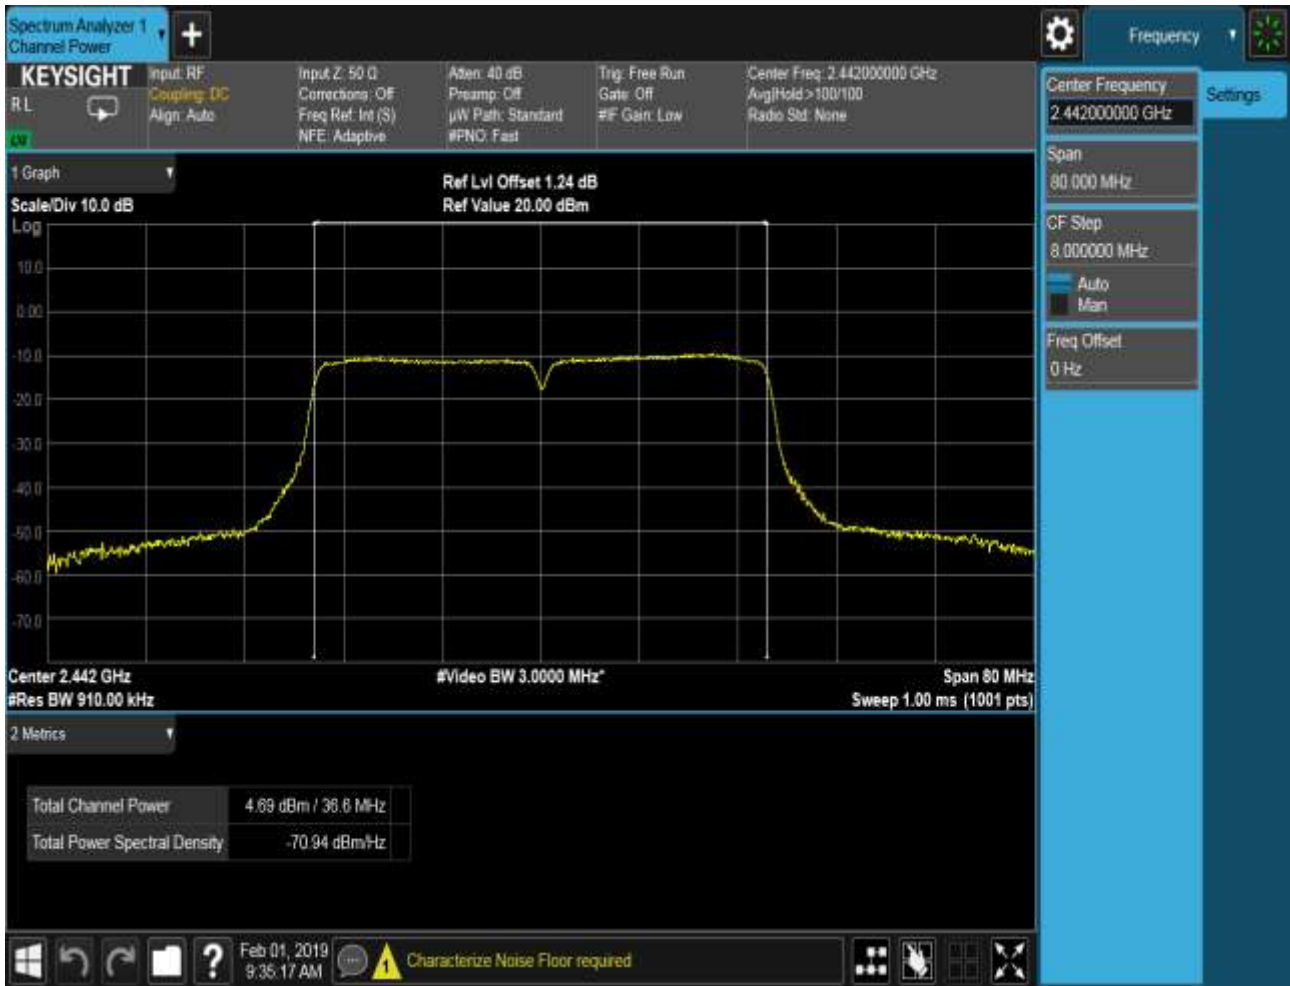 Spectrum Analyzer 1
Channel Power
Frequency
KEYSIGHT
R L
Input: RF
Coupling: DC
Align: Auto
Input Z: 50 Ω
Corrections: Off
Freq Ref: Int (S)
NFE: Adaptive
Atten: 40 dB
Preamp: Off
µW Path: Standard
#PNO: Fast
Trig: Free Run
Gate: Off
#IF Gain: Low
Center Freq: 2.442000000 GHz
Avg|Hold:>100/100
Radio Std: None
Center Frequency
2.442000000 GHz
Settings
Span
80.000 MHz
CF Step
8.000000 MHz
Auto
Man
Freq Offset
0 Hz
1 Graph
Scale/Div 10.0 dB
Ref Lvl Offset 1.24 dB
Ref Value 20.00 dBm
Log
10.0
0.00
-10.0
-20.0
-30.0
-40.0
-50.0
-60.0
-70.0
Center 2.442 GHz
#Video BW 3.0000 MHz*
Span 80 MHz
#Res BW 910.00 kHz
Sweep 1.00 ms (1001 pts)
2 Metrics
Total Channel Power 4.69 dBm / 36.6 MHz
Total Power Spectral Density -70.94 dBm/Hz
?
Feb 01, 2019
9:35:17 AM
1
Characterize Noise Floor required